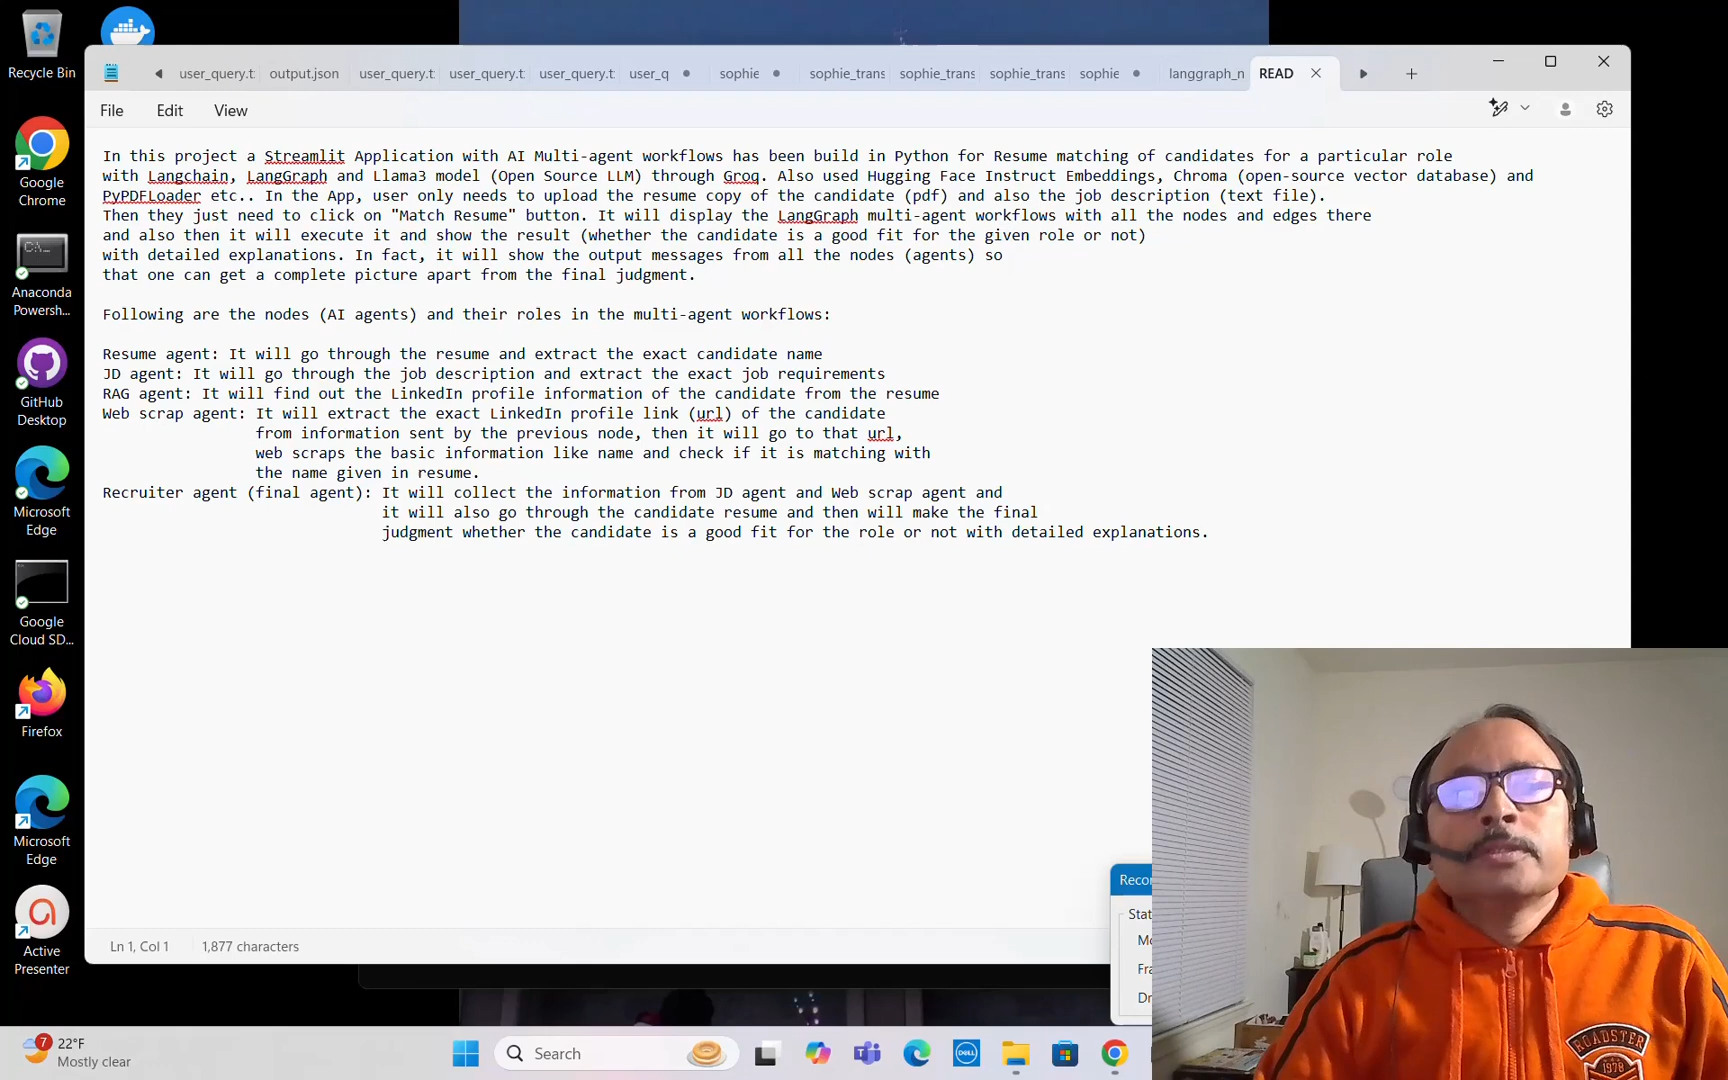 Recycle Bin
Google
Chrome
Anaconda
Powersh...
GitHub
Desktop
Microsoft
Edge
Google
Cloud SD...
Firefox
Microsoft
Edge
Active
Presenter
user_query.t
output.json
user_query.t
user_query.t
user_query.t
user_q
sophie
sophie_trans
sophie_trans
sophie_trans
sophie
langgraph_n
READ
File
Edit
View
In this project a Streamlit Application with AI Multi-agent workflows has been build in Python for Resume matching of candidates for a particular role
with Langchain, LangGraph and Llama3 model (Open Source LLM) through Groq. Also used Hugging Face Instruct Embeddings, Chroma (open-source vector database) and
PyPDFLoader etc.. In the App, user only needs to upload the resume copy of the candidate (pdf) and also the job description (text file).
Then they just need to click on "Match Resume" button. It will display the LangGraph multi-agent workflows with all the nodes and edges there
and also then it will execute it and show the result (whether the candidate is a good fit for the given role or not)
with detailed explanations. In fact, it will show the output messages from all the nodes (agents) so
that one can get a complete picture apart from the final judgment.
Following are the nodes (AI agents) and their roles in the multi-agent workflows:
Resume agent: It will go through the resume and extract the exact candidate name
JD agent: It will go through the job description and extract the exact job requirements
RAG agent: It will find out the LinkedIn profile information of the candidate from the resume
Web scrap agent: It will extract the exact LinkedIn profile link (url) of the candidate
from information sent by the previous node, then it will go to that url,
web scraps the basic information like name and check if it is matching with
the name given in resume.
Recruiter agent (final agent): It will collect the information from JD agent and Web scrap agent and
it will also go through the candidate resume and then will make the final
judgment whether the candidate is a good fit for the role or not with detailed explanations.
Ln 1, Col 1
1,877 characters
Recor
Stat
Mo
Fra
Dr
ROADSTER
1978
7
22°F
Mostly clear
Search
DELL